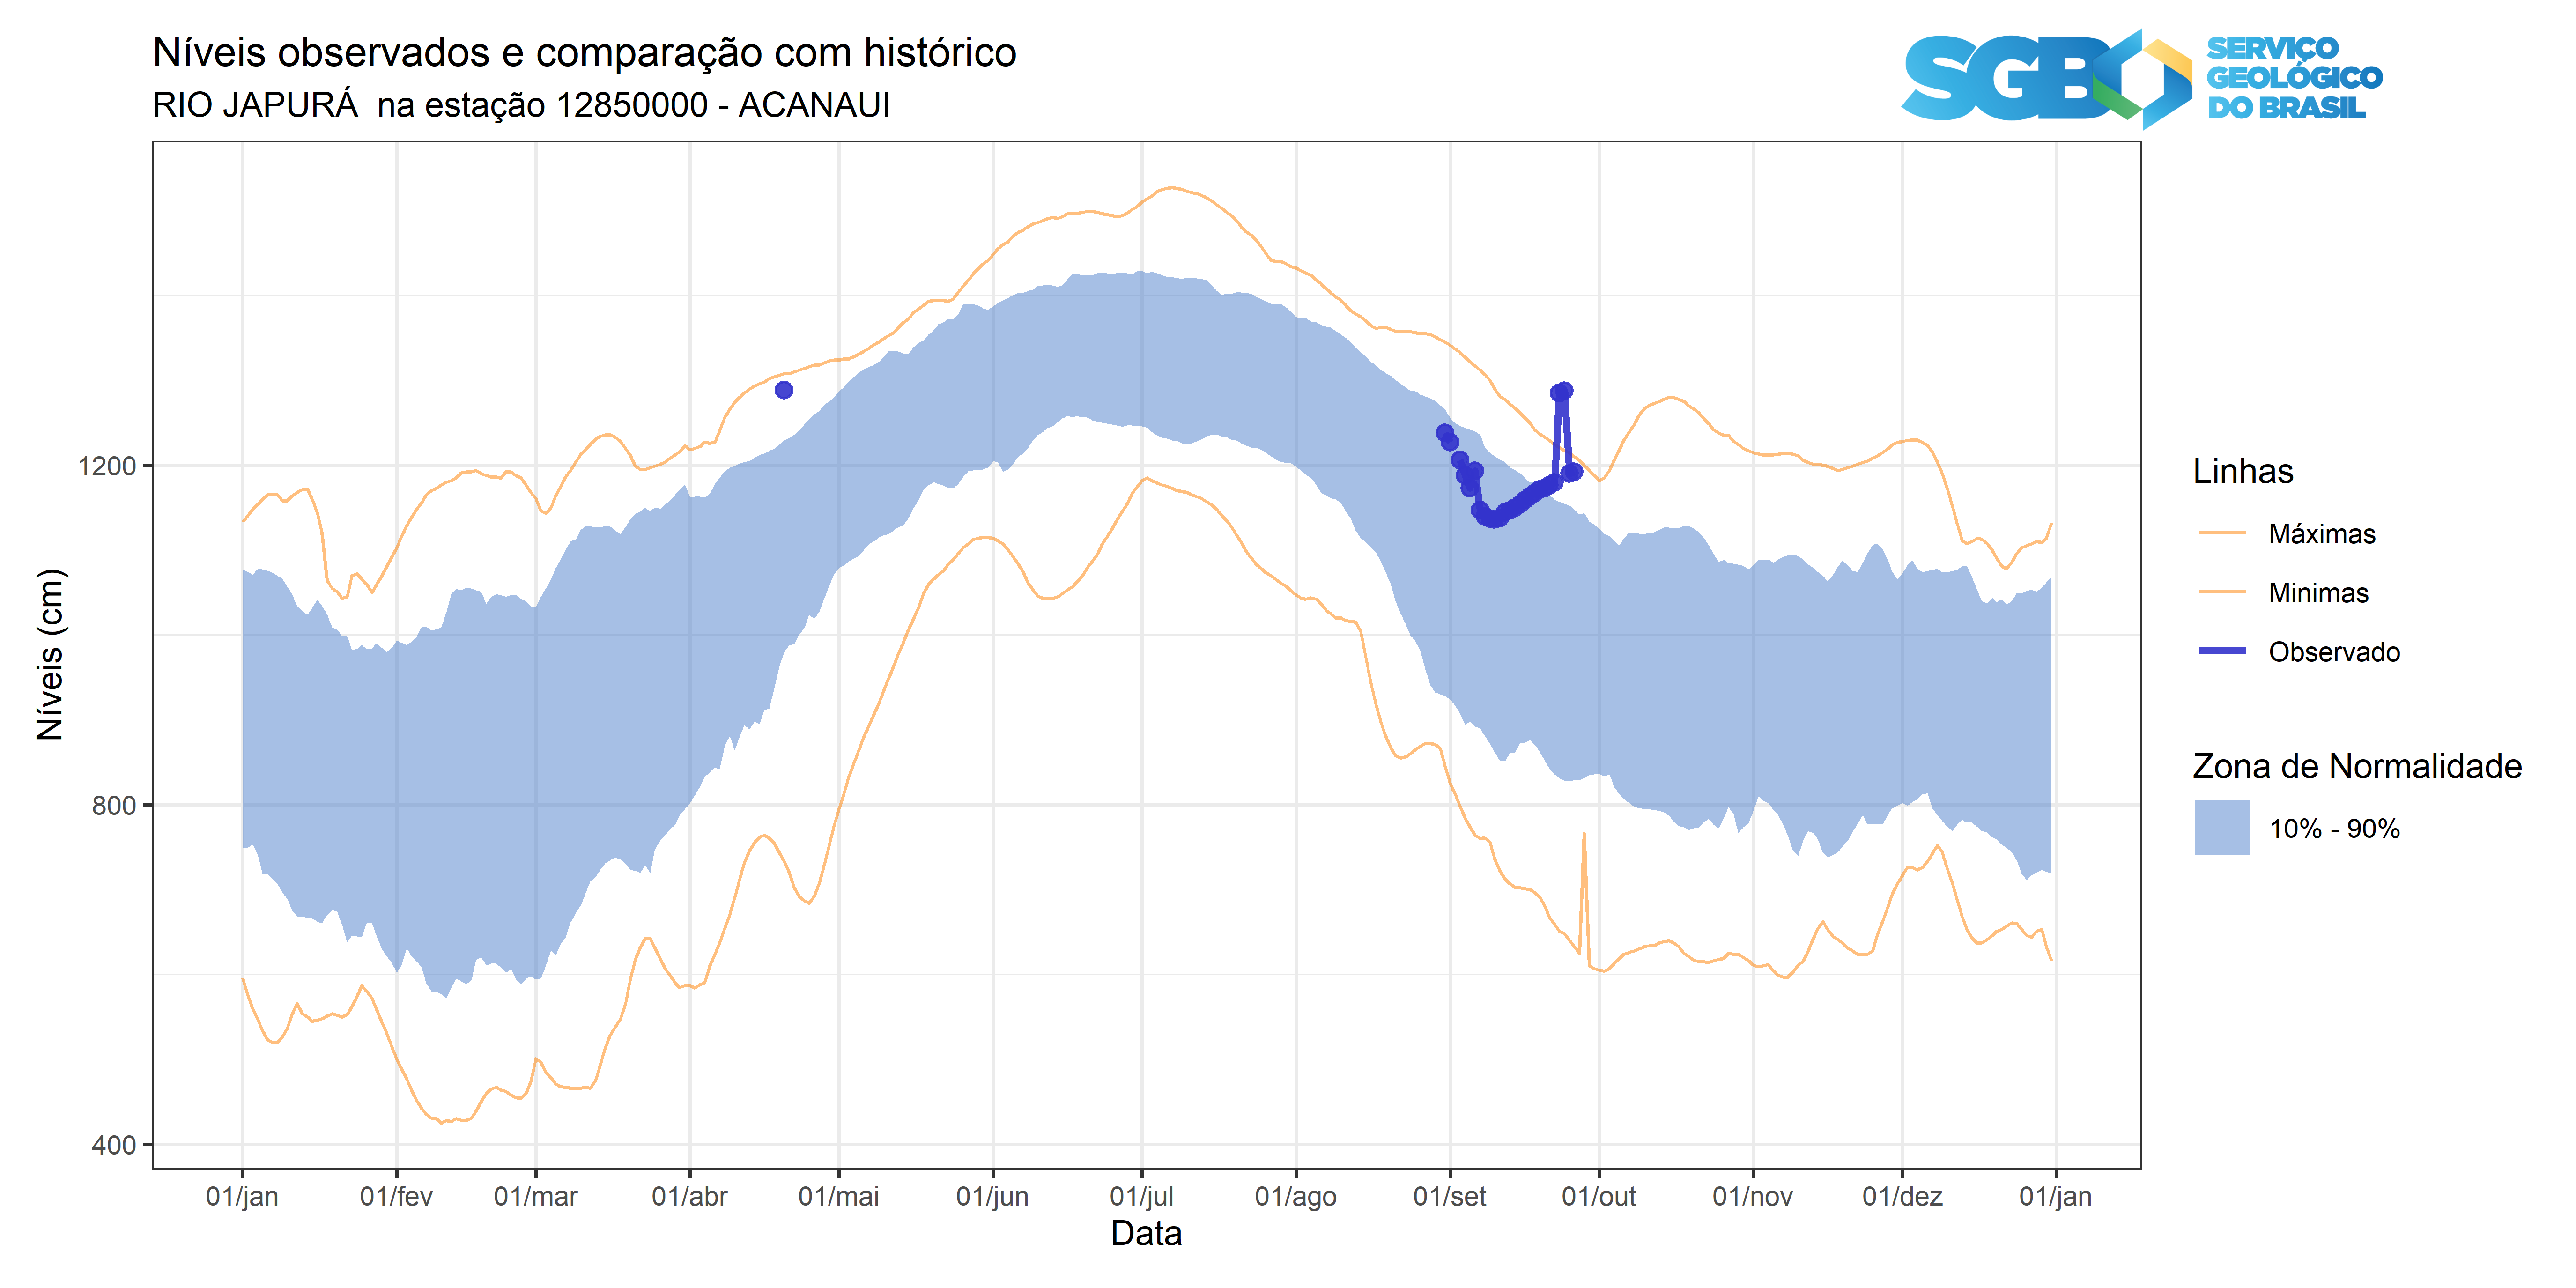 Níveis observados e comparação com histórico
RIO JAPURÁ  na estação 12850000 - ACANAUI
SGB
SERVIÇO
GEOLÓGICO
DO BRASIL
Níveis (cm)
1200
800
400
01/jan 01/fev 01/mar 01/abr 01/mai 01/jun 01/jul 01/ago 01/set 01/out 01/nov 01/dez 01/jan
Data
Linhas
Máximas
Minimas
Observado
Zona de Normalidade
10% - 90%